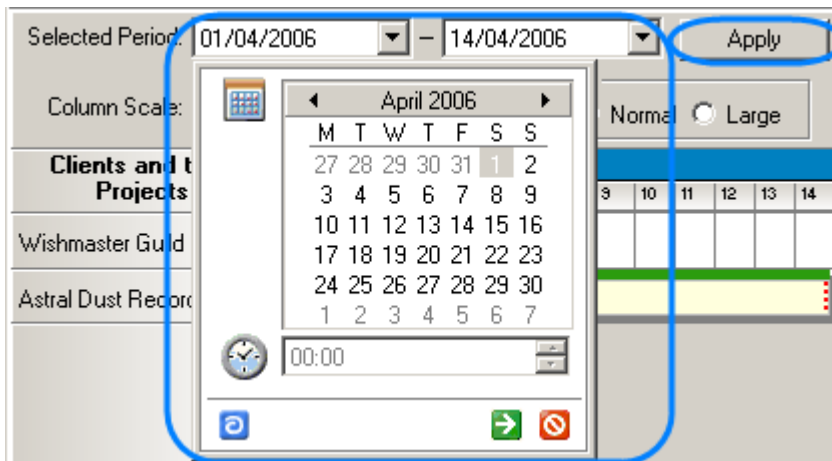 Selected Period: 01/04/2006 – 14/04/2006 Apply
Column Scale: Normal Large
April 2006
M T W T F S S
27 28 29 30 31 1 2
3 4 5 6 7 8 9
10 11 12 13 14 15 16
17 18 19 20 21 22 23
24 25 26 27 28 29 30
1 2 3 4 5 6 7
00:00
Clients and t
Projects
9 10 11 12 13 14
Wishmaster Guild
Astral Dust Recor